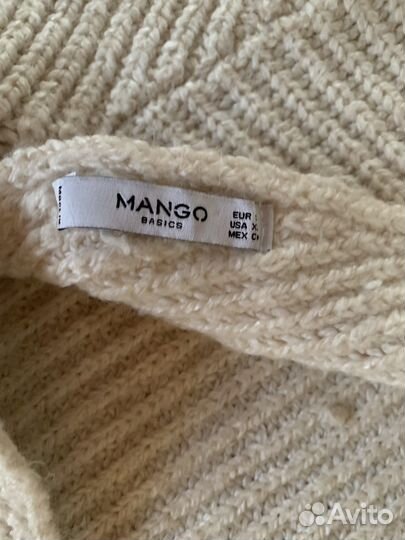 MANGO
BASICS
EUR
USA
MEX
Avito